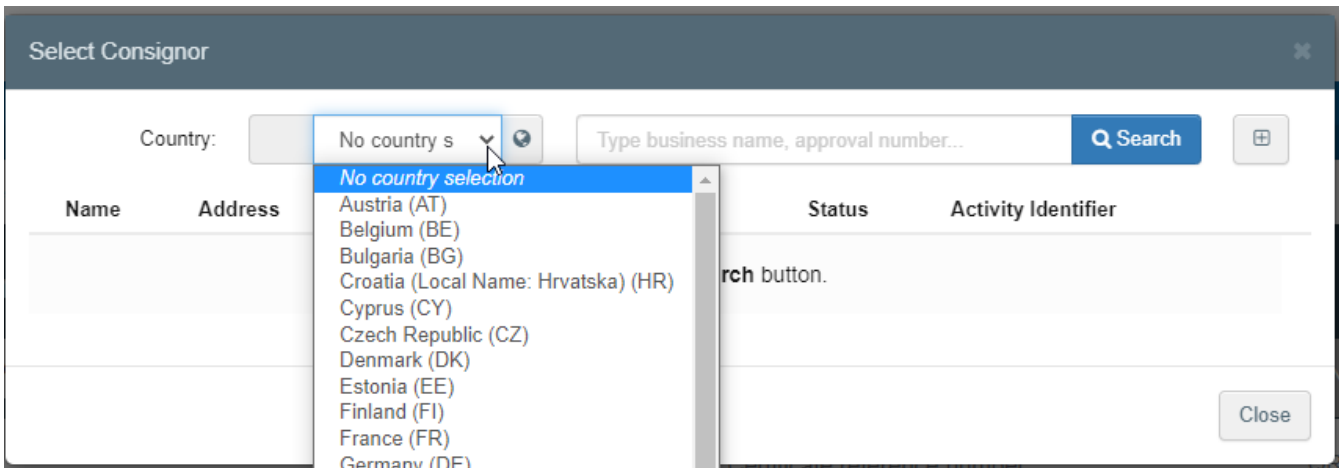 Select Consignor
Country:
No country s
Type business name, approval number...
Search
No country selection
Austria (AT)
Belgium (BE)
Bulgaria (BG)
Croatia (Local Name: Hrvatska) (HR)
Cyprus (CY)
Czech Republic (CZ)
Denmark (DK)
Estonia (EE)
Finland (FI)
France (FR)
Germany (DE)
Name Address Status Activity Identifier
rch button.
Close